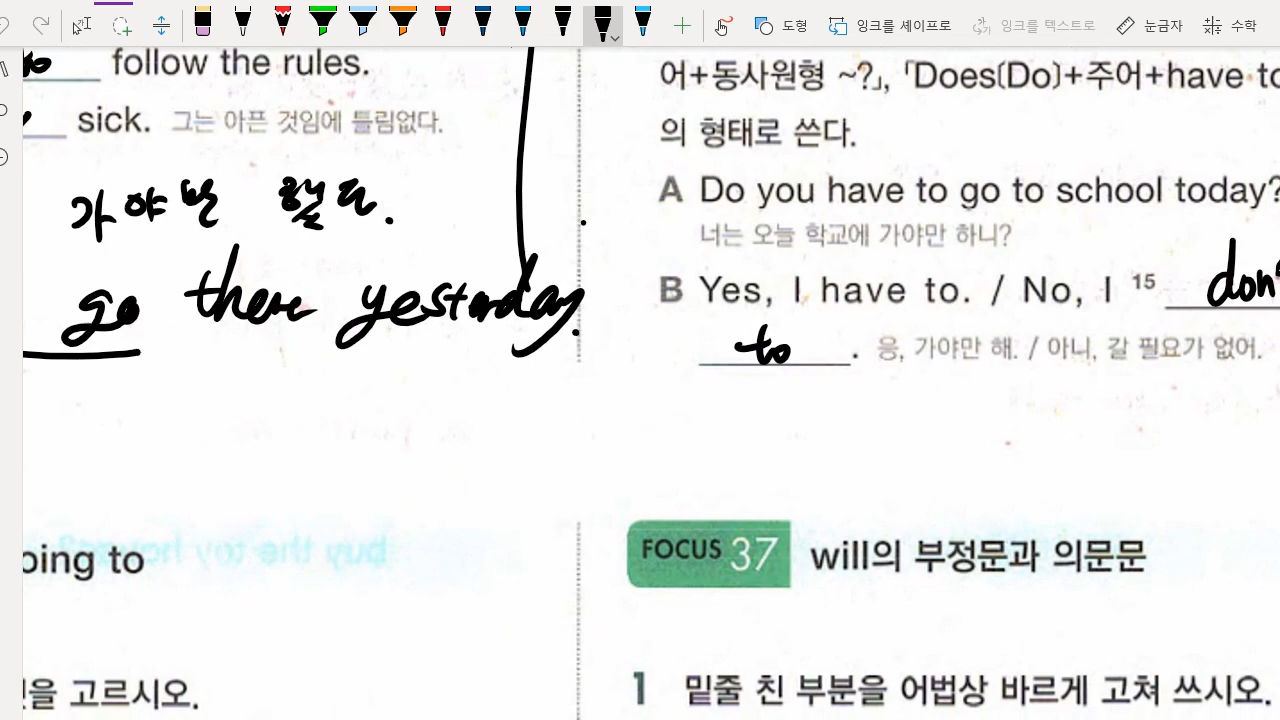 도형
잉크를 셰이프로
잉크를 텍스트로
눈금자
수학
follow the rules.
sick. 그는 아픈 것임에 틀림없다.
가야만 했다.
go there yesterday.
어+동사원형 ~?」, 「Does(Do)+주어+have to
의 형태로 쓴다.
A Do you have to go to school today?
너는 오늘 학교에 가야만 하니?
B Yes, I have to. / No, I 15 don'
to . 응, 가야만 해. / 아니, 갈 필요가 없어.
oing to
을 고르시오.
FOCUS 37 will의 부정문과 의문문
1 밑줄 친 부분을 어법상 바르게 고쳐 쓰시오.